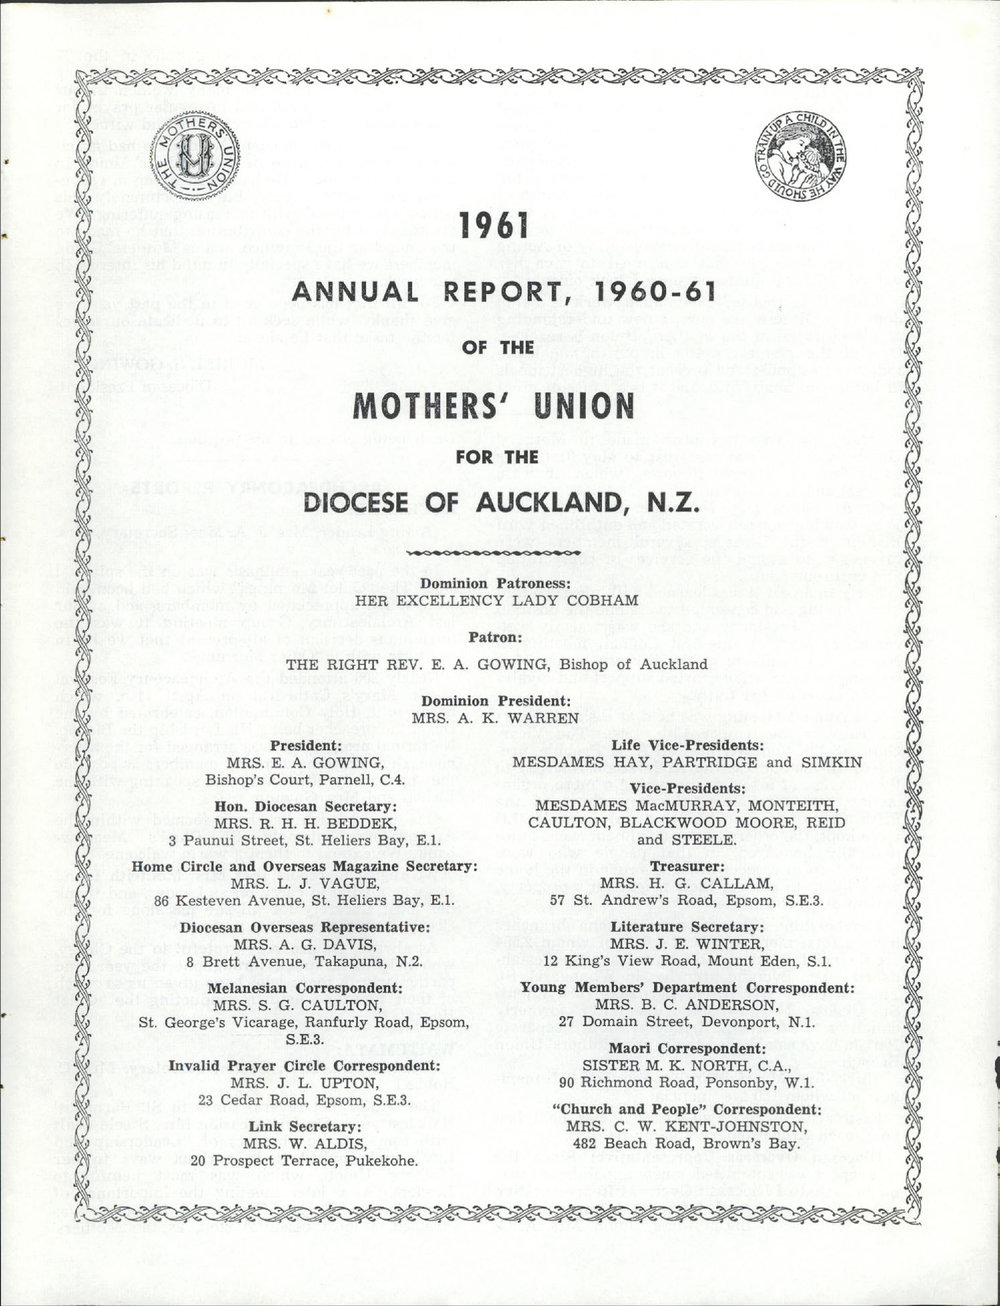 THE MOTHERS' UNION
MU
TRAIN UP A CHILD IN THE WAY HE SHOULD GO
1961
ANNUAL REPORT, 1960-61
OF THE
MOTHERS' UNION
FOR THE
DIOCESE OF AUCKLAND, N.Z.
Dominion Patroness:
HER EXCELLENCY LADY COBHAM
Patron:
THE RIGHT REV. E. A. GOWING, Bishop of Auckland
Dominion President:
MRS. A. K. WARREN
President:
MRS. E. A. GOWING,
Bishop's Court, Parnell, C.4.
Hon. Diocesan Secretary:
MRS. R. H. H. BEDDEK,
3 Paunui Street, St. Heliers Bay, E.1.
Home Circle and Overseas Magazine Secretary:
MRS. L. J. VAGUE,
86 Kesteven Avenue, St. Heliers Bay, E.1.
Diocesan Overseas Representative:
MRS. A. G. DAVIS,
8 Brett Avenue, Takapuna, N.2.
Melanesian Correspondent:
MRS. S. G. CAULTON,
St. George's Vicarage, Ranfurly Road, Epsom,
S.E.3.
Invalid Prayer Circle Correspondent:
MRS. J. L. UPTON,
23 Cedar Road, Epsom, S.E.3.
Link Secretary:
MRS. W. ALDIS,
20 Prospect Terrace, Pukekohe.
Life Vice-Presidents:
MESDAMES HAY, PARTRIDGE and SIMKIN
Vice-Presidents:
MESDAMES MacMURRAY, MONTEITH,
CAULTON, BLACKWOOD MOORE, REID
and STEELE.
Treasurer:
MRS. H. G. CALLAM,
57 St. Andrew's Road, Epsom, S.E.3.
Literature Secretary:
MRS. J. E. WINTER,
12 King's View Road, Mount Eden, S.1.
Young Members' Department Correspondent:
MRS. B. C. ANDERSON,
27 Domain Street, Devonport, N.1.
Maori Correspondent:
SISTER M. K. NORTH, C.A.,
90 Richmond Road, Ponsonby, W.1.
"Church and People" Correspondent:
MRS. C. W. KENT-JOHNSTON,
482 Beach Road, Brown's Bay.